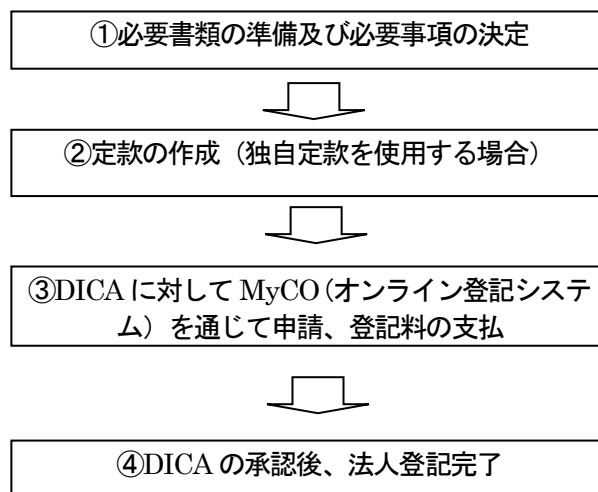 ①必要書類の準備及び必要事項の決定
②定款の作成（独自定款を使用する場合）
③DICA に対して MyCO（オンライン登記システ
ム）を通じて申請、登記料の支払
④DICA の承認後、法人登記完了